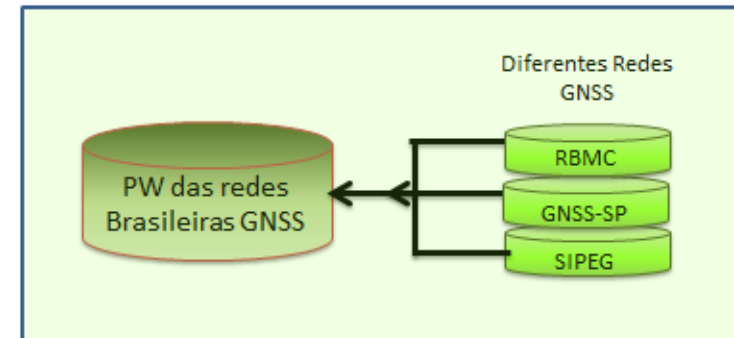 Diferentes Redes
GNSS
RBMC
PW das redes
Brasileiras GNSS
GNSS-SP
SIPEG